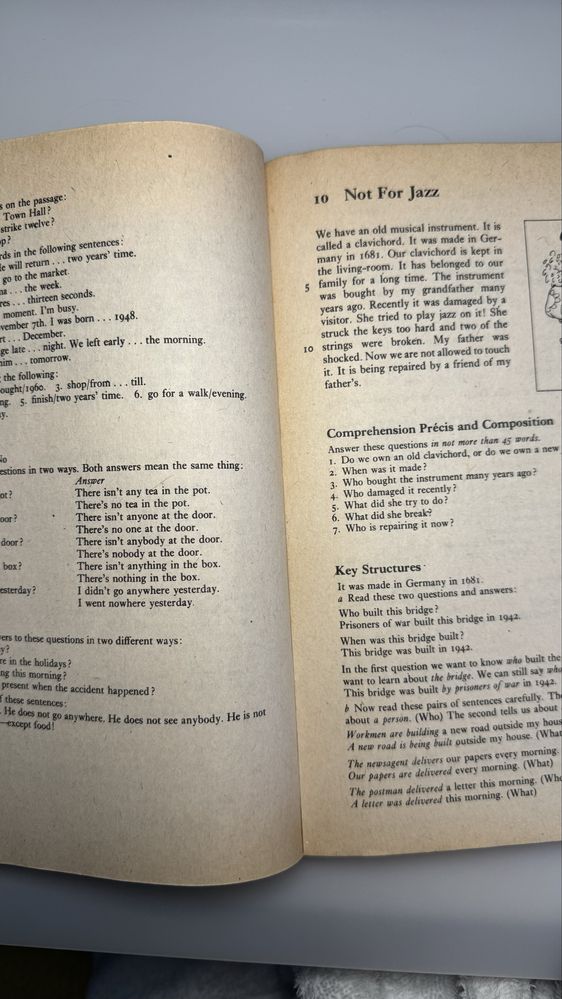 s on the passage:
Town Hall?
strike twelve?
p?
rds in the following sentences:
le will return . . . two years' time.
go to the market.
na . . . the week.
res . . . thirteen seconds.
moment. I'm busy.
vember 7th. I was born . . . 1948.
rt . . . December.
ge late . . . night. We left early . . . the morning.
him . . . tomorrow.
the following:
ought/1960. 3. shop/from . . . till.
ng. 5. finish/two years' time. 6. go for a walk/evening.
y.
No
estions in two ways. Both answers mean the same thing:
Answer
ot? There isn't any tea in the pot.
There's no tea in the pot.
oor? There isn't anyone at the door.
There's no one at the door.
door? There isn't anybody at the door.
There's nobody at the door.
box? There isn't anything in the box.
There's nothing in the box.
esterday? I didn't go anywhere yesterday.
I went nowhere yesterday.
ers to these questions in two different ways:
y?
re in the holidays?
ng this morning?
present when the accident happened?
f these sentences:
. He does not go anywhere. He does not see anybody. He is not
—except food!
10 Not For Jazz
We have an old musical instrument. It is
called a clavichord. It was made in Ger-
many in 1681. Our clavichord is kept in
the living-room. It has belonged to our
5 family for a long time. The instrument
was bought by my grandfather many
years ago. Recently it was damaged by a
visitor. She tried to play jazz on it! She
struck the keys too hard and two of the
10 strings were broken. My father was
shocked. Now we are not allowed to touch
it. It is being repaired by a friend of my
father's.
Comprehension Précis and Composition
Answer these questions in not more than 45 words.
1. Do we own an old clavichord, or do we own a new
2. When was it made?
3. Who bought the instrument many years ago?
4. Who damaged it recently?
5. What did she try to do?
6. What did she break?
7. Who is repairing it now?
Key Structures
It was made in Germany in 1681.
a Read these two questions and answers:
Who built this bridge?
Prisoners of war built this bridge in 1942.
When was this bridge built?
This bridge was built in 1942.
In the first question we want to know who built the
want to learn about the bridge. We can still say who
This bridge was built by prisoners of war in 1942.
b Now read these pairs of sentences carefully. The
about a person. (Who) The second tells us about
Workmen are building a new road outside my hous
A new road is being built outside my house. (What
The newsagent delivers our papers every morning.
Our papers are delivered every morning. (What)
The postman delivered a letter this morning. (Who
A letter was delivered this morning. (What)